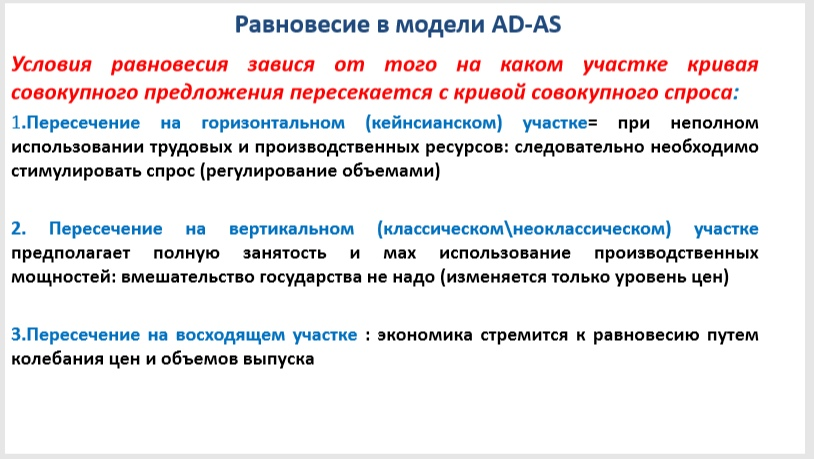 Равновесие в модели AD-AS
Условия равновесия завися от того на каком участке кривая
совокупного предложения пересекается с кривой совокупного спроса:
1.Пересечение на горизонтальном (кейнсианском) участке= при неполном
использовании трудовых и производственных ресурсов: следовательно необходимо
стимулировать спрос (регулирование объемами)
2. Пересечение на вертикальном (классическом\неоклассическом) участке
предполагает полную занятость и мах использование производственных
мощностей: вмешательство государства не надо (изменяется только уровень цен)
3.Пересечение на восходящем участке : экономика стремится к равновесию путем
колебания цен и объемов выпуска